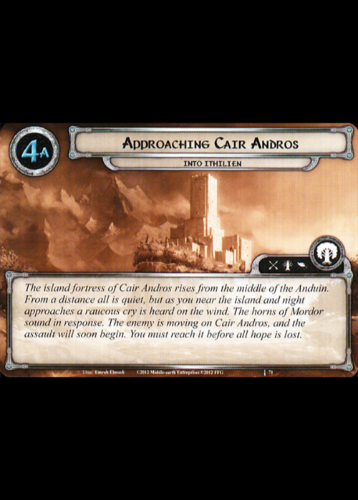 4A
APPROACHING CAIR ANDROS
INTO ITHILIEN
The island fortress of Cair Andros rises from the middle of the Anduin.
From a distance all is quiet, but as you near the island and night
approaches a raucous cry is heard on the wind. The horns of Mordor
sound in response. The enemy is moving on Cair Andros, and the
assault will soon begin. You must reach it before all hope is lost.
©2012 Middle-earth Enterprises ©2012 FFG